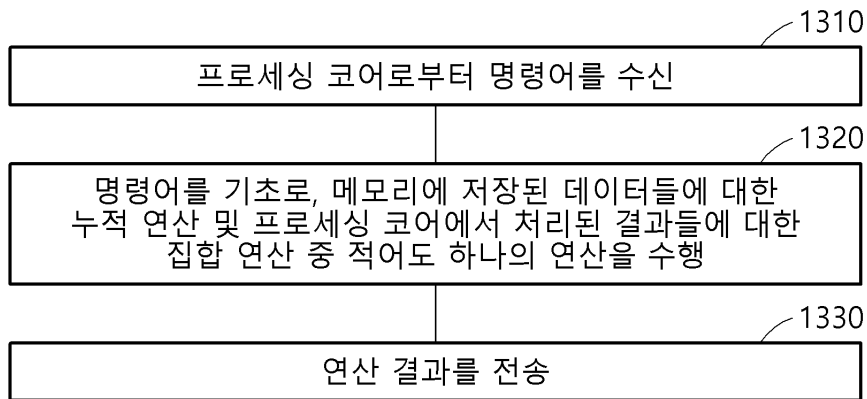 1310
프로세싱 코어로부터 명령어를 수신
1320
명령어를 기초로, 메모리에 저장된 데이터들에 대한
누적 연산 및 프로세싱 코어에서 처리된 결과들에 대한
집합 연산 중 적어도 하나의 연산을 수행
1330
연산 결과를 전송